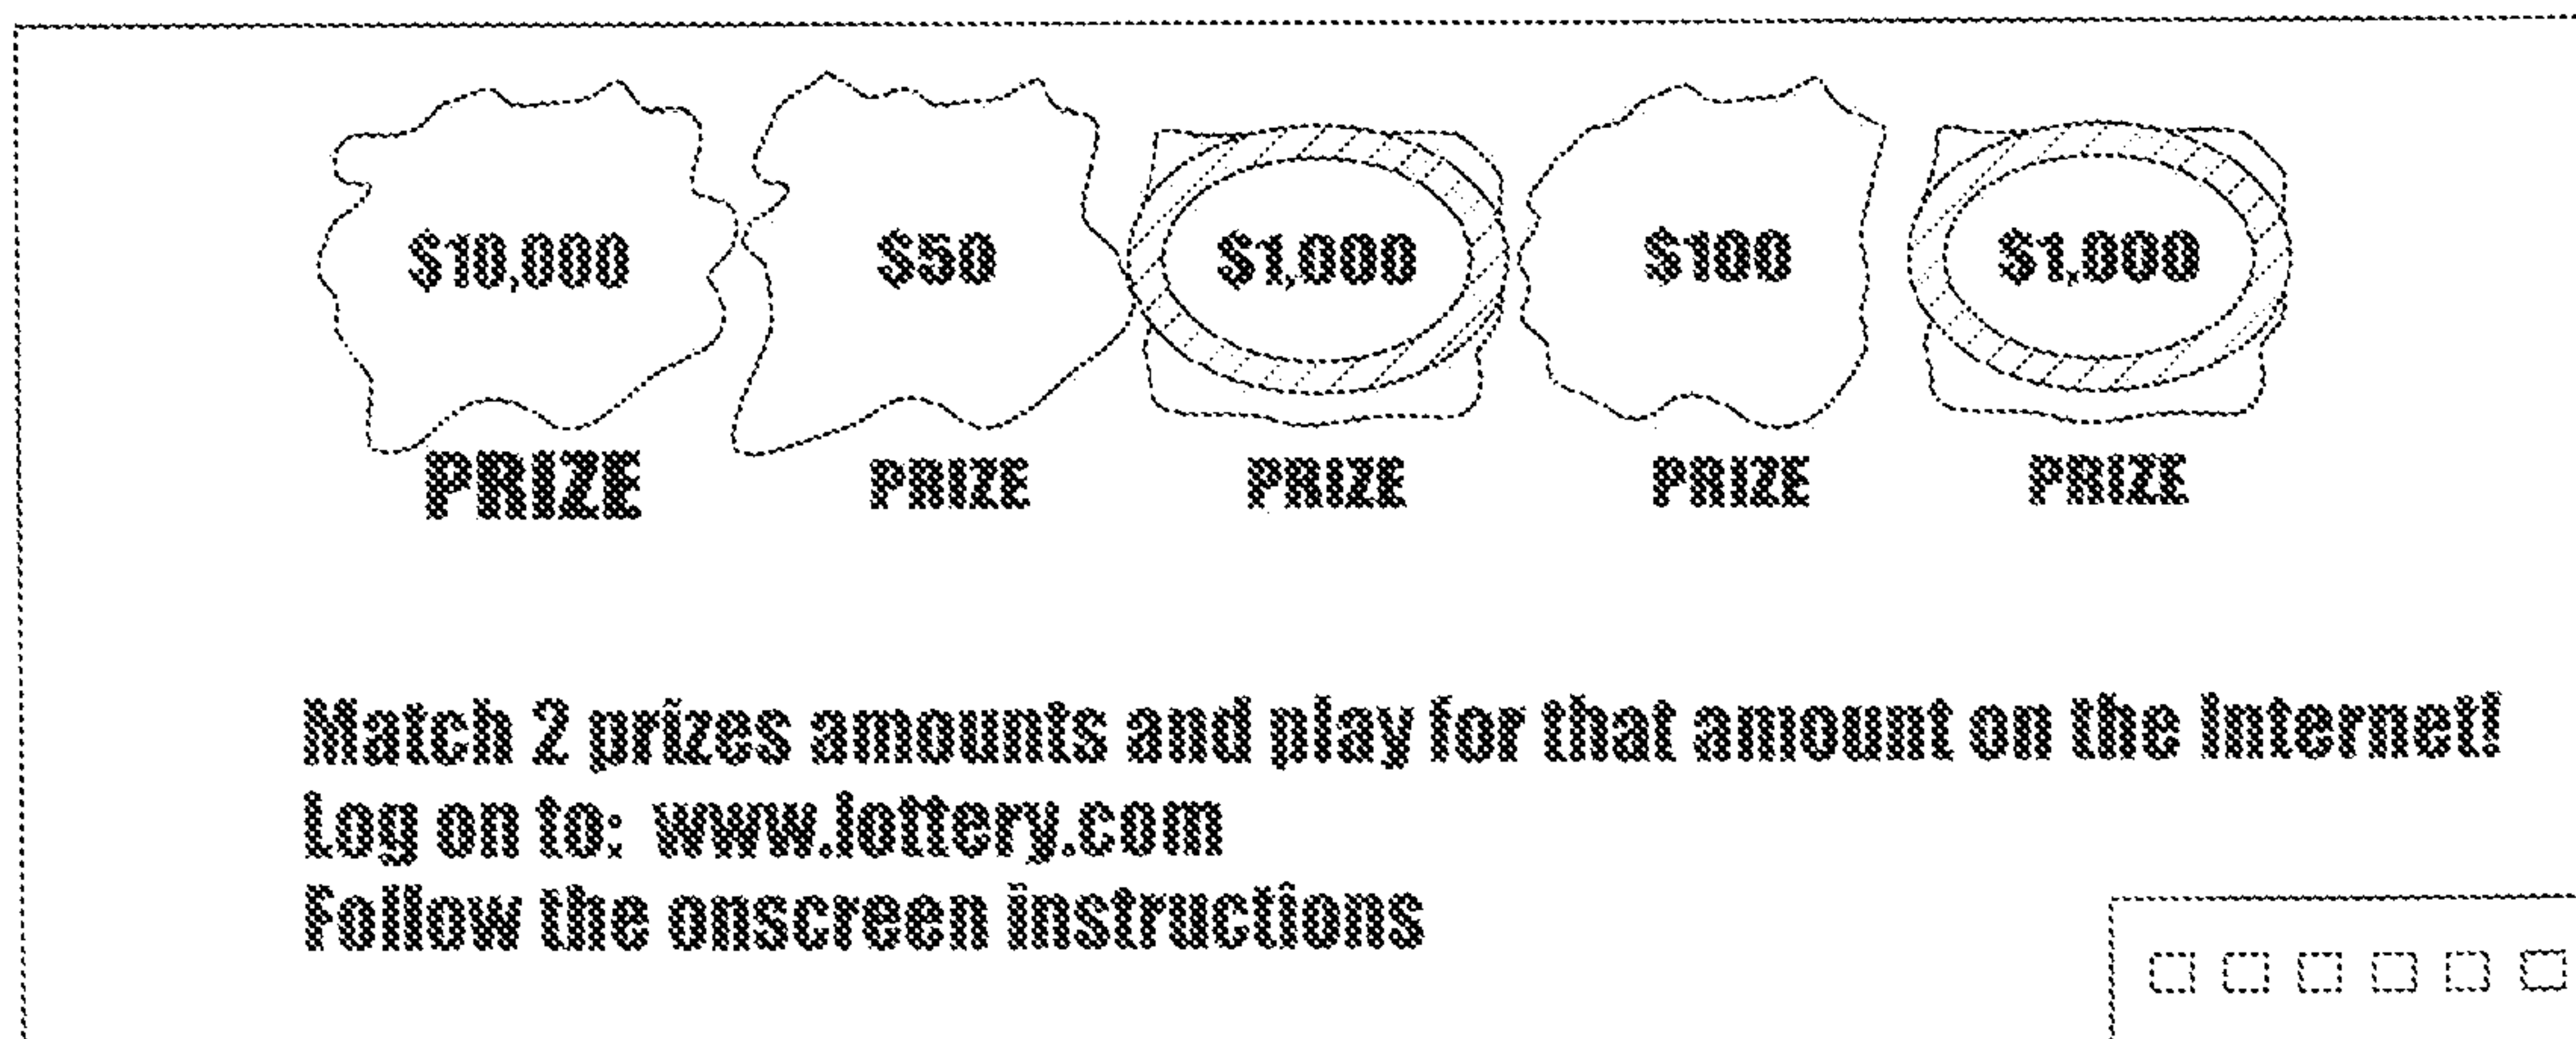 $10,000 $50 $1,000 $100 $1,000
PRIZE PRIZE PRIZE PRIZE PRIZE
Match 2 prizes amounts and play for that amount on the Internet!
Log on to: www.lottery.com
Follow the onscreen instructions